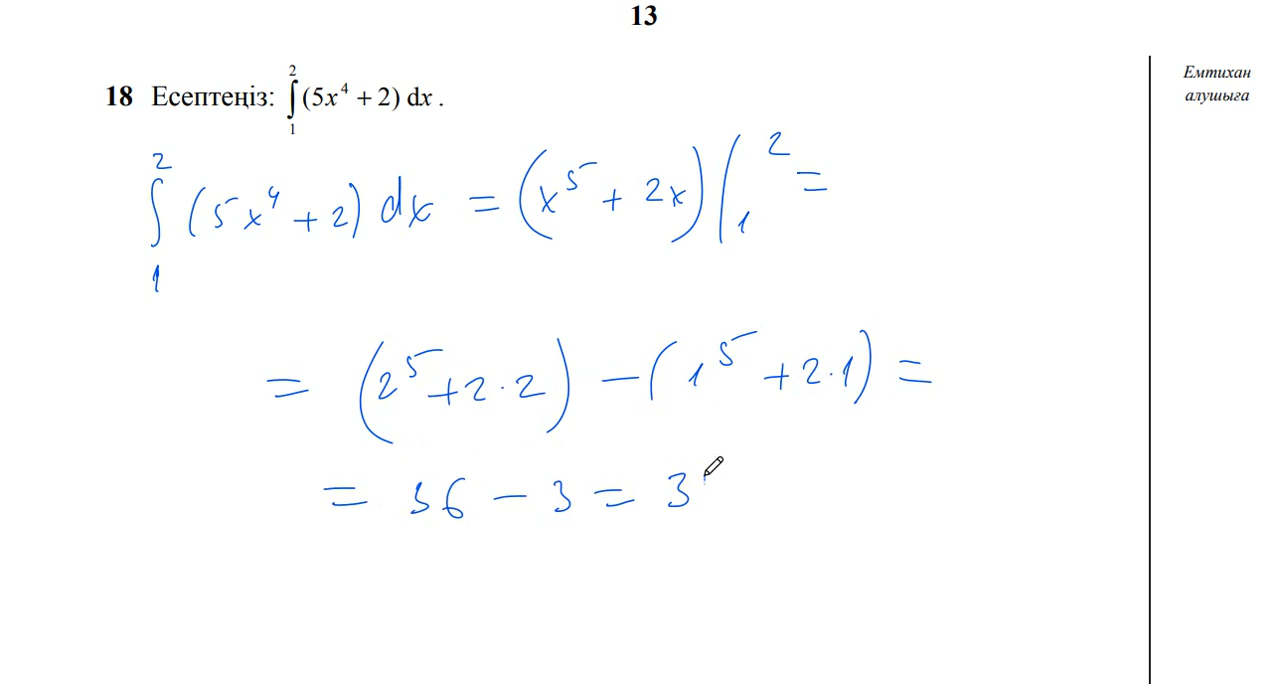 13
18 Есептеңіз: ∫₁² (5x⁴ + 2) dx .
Емтихан
алушыға
∫₁² (5x⁴ + 2) dx = (x⁵ + 2x) |₁² =
= (2⁵ + 2 · 2) − (1⁵ + 2 · 1) =
= 36 − 3 = 3